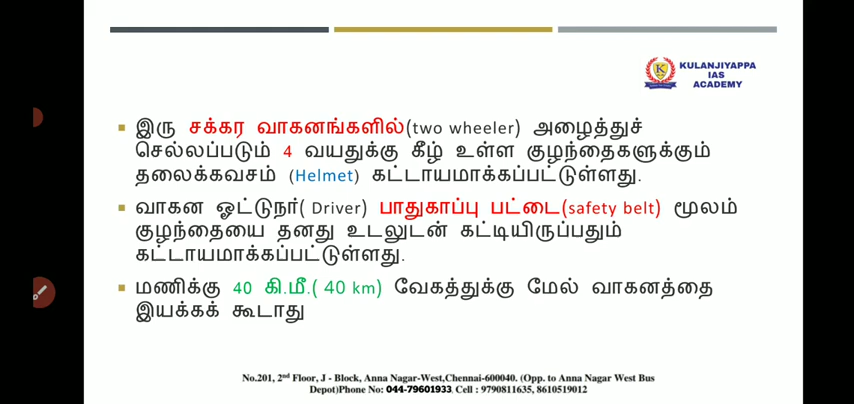 KULANJIYAPPA
IAS
ACADEMY
இரு சக்கர வாகனங்களில்(two wheeler) அழைத்துச்
செல்லப்படும் 4 வயதுக்கு கீழ் உள்ள குழந்தைகளுக்கும்
தலைக்கவசம் (Helmet) கட்டாயமாக்கப்பட்டுள்ளது.
வாகன ஓட்டுநர்( Driver) பாதுகாப்பு பட்டை(safety belt) மூலம்
குழந்தையை தனது உடலுடன் கட்டியிருப்பதும்
கட்டாயமாக்கப்பட்டுள்ளது.
மணிக்கு 40 கி.மீ.( 40 km) வேகத்துக்கு மேல் வாகனத்தை
இயக்கக் கூடாது
No.201, 2nd Floor, J - Block, Anna Nagar-West,Chennai-600040. (Opp. to Anna Nagar West Bus
Depot)Phone No: 044-79601933, Cell : 9790811635, 8610519012